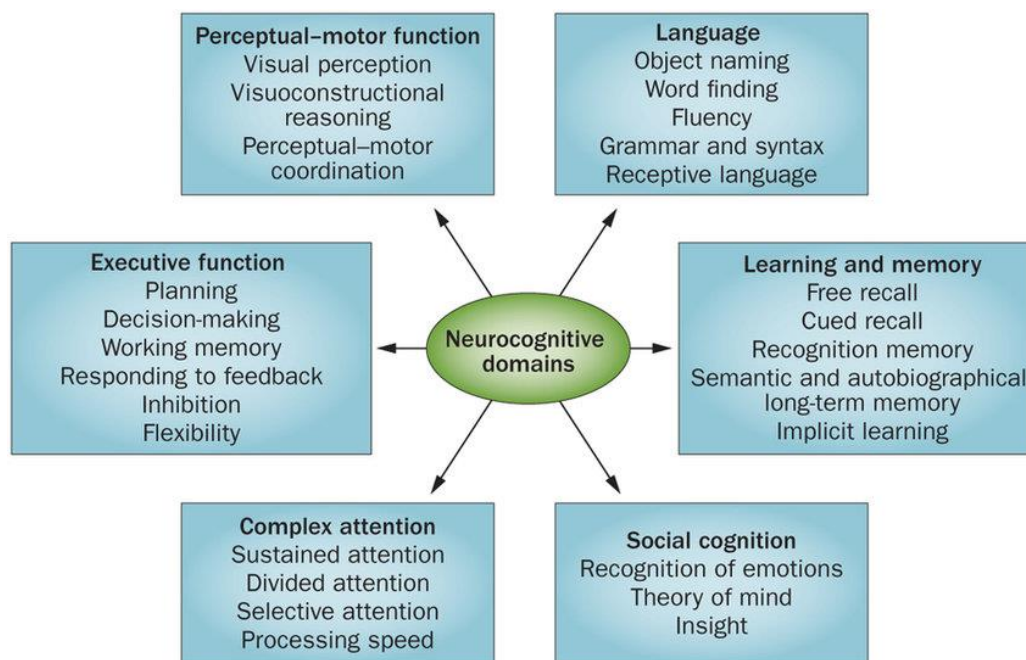 Perceptual–motor function
Visual perception
Visuoconstructional
reasoning
Perceptual–motor
coordination
Language
Object naming
Word finding
Fluency
Grammar and syntax
Receptive language
Executive function
Planning
Decision-making
Working memory
Responding to feedback
Inhibition
Flexibility
Neurocognitive
domains
Learning and memory
Free recall
Cued recall
Recognition memory
Semantic and autobiographical
long-term memory
Implicit learning
Complex attention
Sustained attention
Divided attention
Selective attention
Processing speed
Social cognition
Recognition of emotions
Theory of mind
Insight